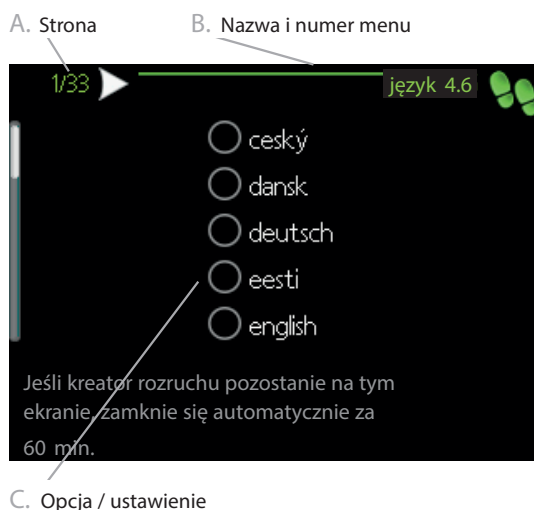 A. Strona
B. Nazwa i numer menu
1/33
język 4.6
ceský
dansk
deutsch
eesti
english
Jeśli kreator rozruchu pozostanie na tym
ekranie, zamknie się automatycznie za
60 min.
C. Opcja / ustawienie